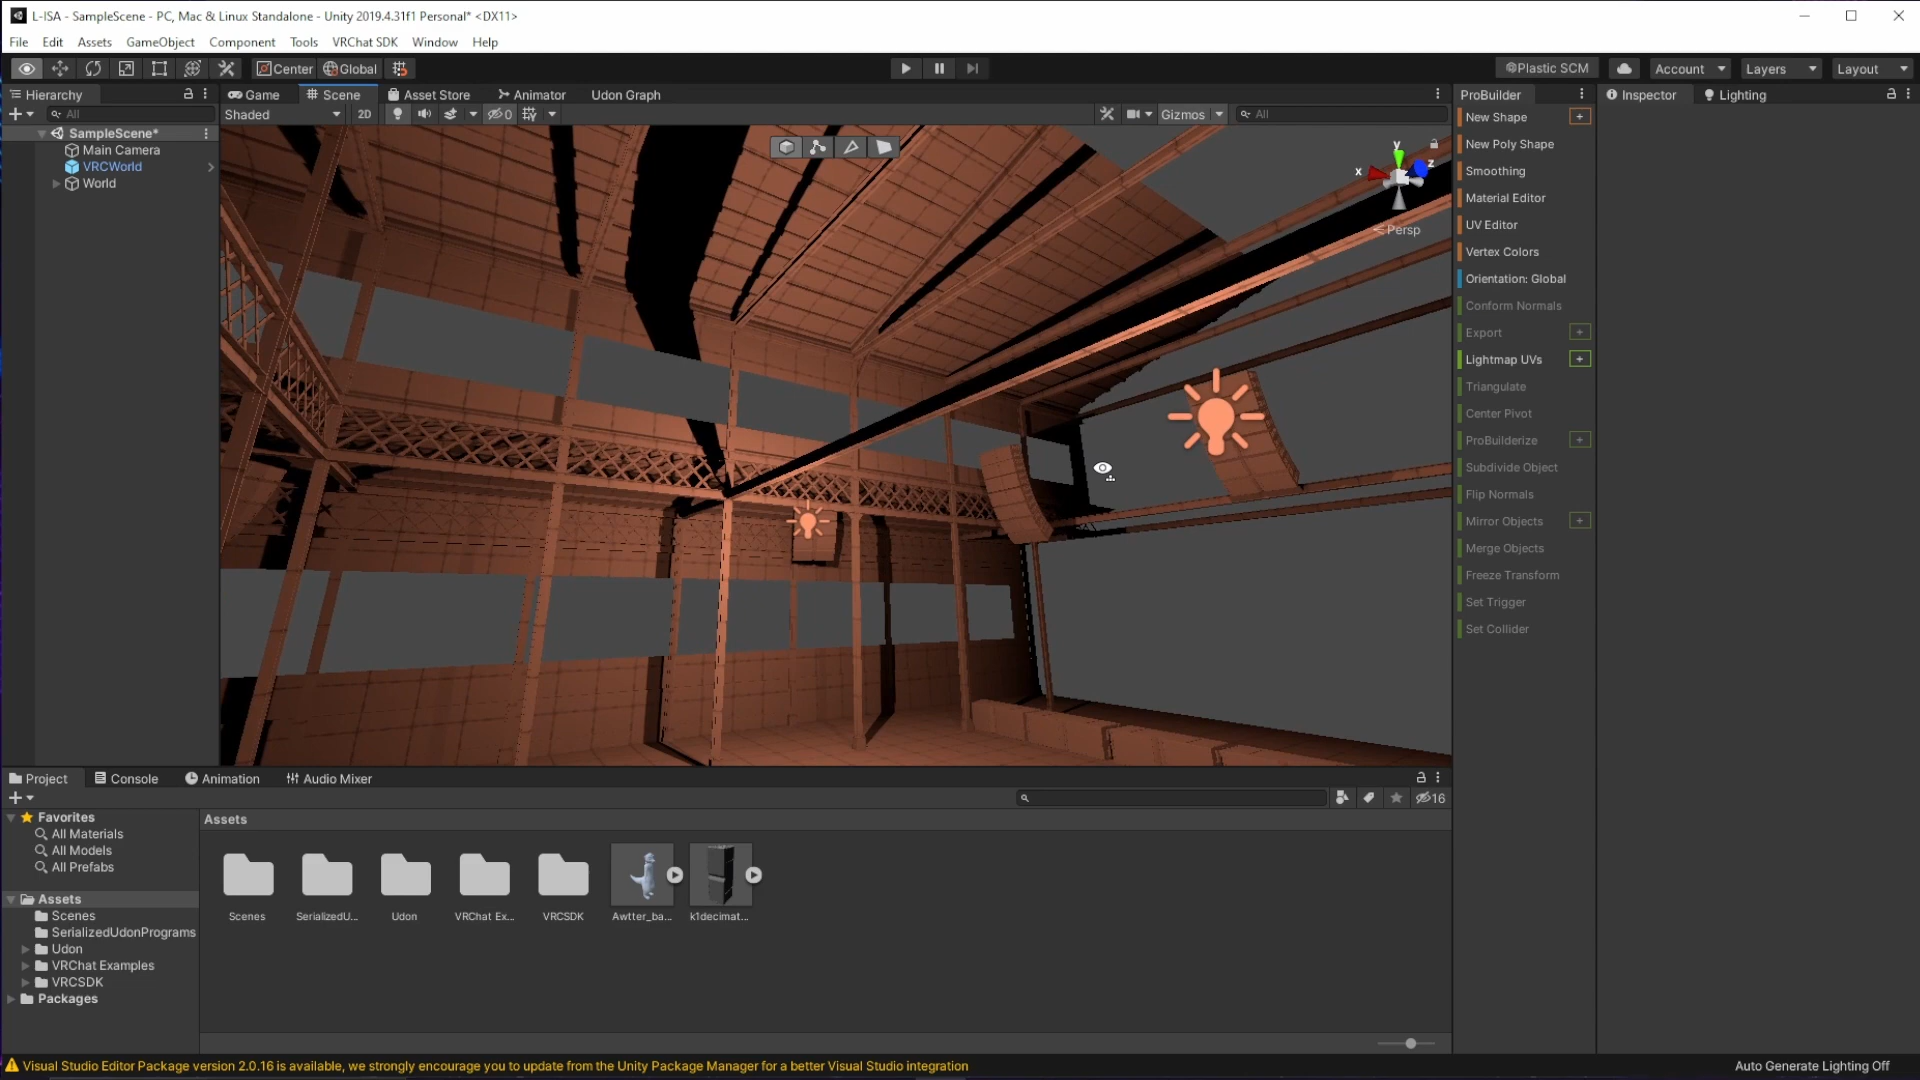 L-ISA - SampleScene - PC, Mac & Linux Standalone - Unity 2019.4.31f1 Personal* <DX11>
File Edit Assets GameObject Component Tools VRChat SDK Window Help
Center Global Plastic SCM Account Layers Layout
Hierarchy
All
SampleScene*
Main Camera
VRCWorld
World
Game Scene Asset Store Animator Udon Graph
Shaded 2D 0 Gizmos All
y
x
z
Persp
ProBuilder
New Shape +
New Poly Shape
Smoothing
Material Editor
UV Editor
Vertex Colors
Orientation: Global
Conform Normals
Export +
Lightmap UVs +
Triangulate
Center Pivot
ProBuilderize +
Subdivide Object
Flip Normals
Mirror Objects +
Merge Objects
Freeze Transform
Set Trigger
Set Collider
Inspector Lighting
Project Console Animation Audio Mixer
16
Favorites
All Materials
All Models
All Prefabs
Assets
Scenes
SerializedUdonPrograms
Udon
VRChat Examples
VRCSDK
Packages
Assets
Scenes SerializedU... Udon VRChat Ex... VRCSDK Awtter_ba... k1decimat...
Visual Studio Editor Package version 2.0.16 is available, we strongly encourage you to update from the Unity Package Manager for a better Visual Studio integration
Auto Generate Lighting Off